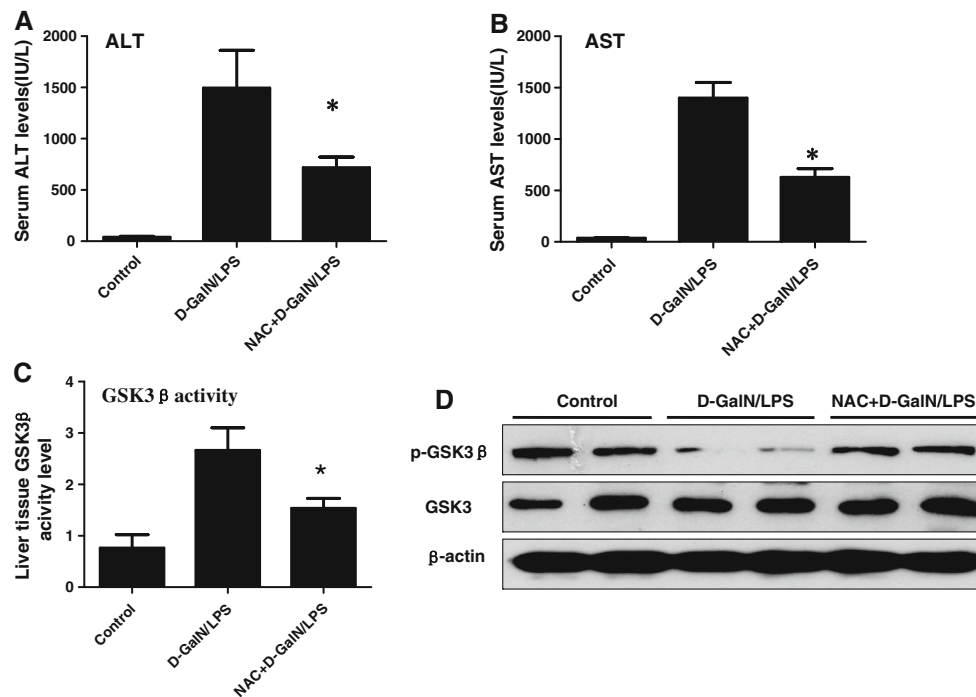 A
ALT
Serum ALT levels(IU/L)
2000
1500
1000
500
0
*
Control
D-GalN/LPS
NAC+D-GalN/LPS
B
AST
Serum AST levels(IU/L)
2000
1500
1000
500
0
*
Control
D-GalN/LPS
NAC+D-GalN/LPS
C
GSK3 β activity
Liver tissue GSK3β
acivity level
4
3
2
1
0
*
Control
D-GalN/LPS
NAC+D-GalN/LPS
D
Control D-GalN/LPS NAC+D-GalN/LPS
p-GSK3 β
GSK3
β-actin